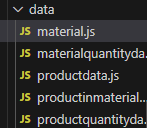 data
JS material.js
JS materialquantityda...
JS productdata.js
JS productinmaterial...
JS productquantityda...